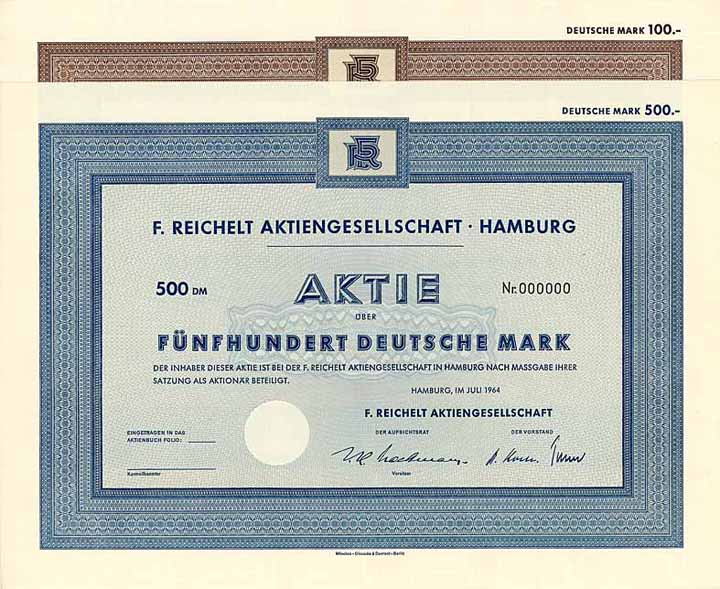 DEUTSCHE MARK 100.-
DEUTSCHE MARK 500.-
F. REICHELT AKTIENGESELLSCHAFT · HAMBURG
500 DM
AKTIE
Nr. 000000
ÜBER
FÜNFHUNDERT DEUTSCHE MARK
DER INHABER DIESER AKTIE IST BEI DER F. REICHELT AKTIENGESELLSCHAFT IN HAMBURG NACH MASSGABE IHRER
SATZUNG ALS AKTIONÄR BETEILIGT.
HAMBURG, IM JULI 1964
F. REICHELT AKTIENGESELLSCHAFT
EINGETRAGEN IN DAS
AKTIENBUCH FOLIO:
DER AUFSICHTSRAT
DER VORSTAND
Vorsitzer
Kontrollbeamter